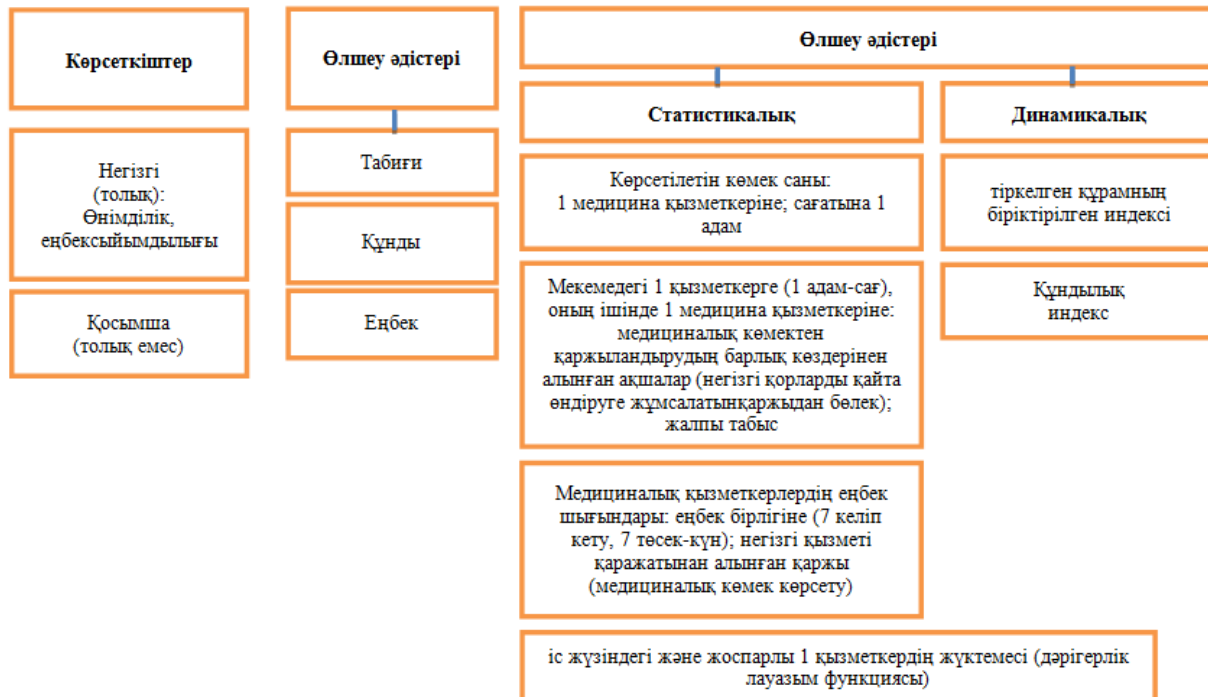 Көрсеткіштер
Негізгі
(толық):
Өнімділік,
еңбексыйымдылығы
Қосымша
(толық емес)
Өлшеу әдістері
Табиғи
Құнды
Еңбек
Өлшеу әдістері
Статистикалық
Көрсетілетін көмек саны:
1 медицина қызметкеріне; сағатына 1
адам
Мекемедегі 1 қызметкерге (1 адам-сағ),
оның ішінде 1 медицина қызметкеріне:
медициналық көмектен
қаржыландырудың барлық көздерінен
алынған ақшалар (негізгі қорларды қайта
өндіруге жұмсалатынқаржыдан бөлек);
жалпы табыс
Медициналық қызметкерлердің еңбек
шығындары: еңбек бірлігіне (7 келіп
кету, 7 төсек-күн); негізгі қызметі
қаражатынан алынған қаржы
(медициналық көмек көрсету)
Динамикалық
тіркелген құрамның
біріктірілген индексі
Құндылық
индекс
іс жүзіндегі және жоспарлы 1 қызметкердің жүктемесі (дәрігерлік
лауазым функциясы)